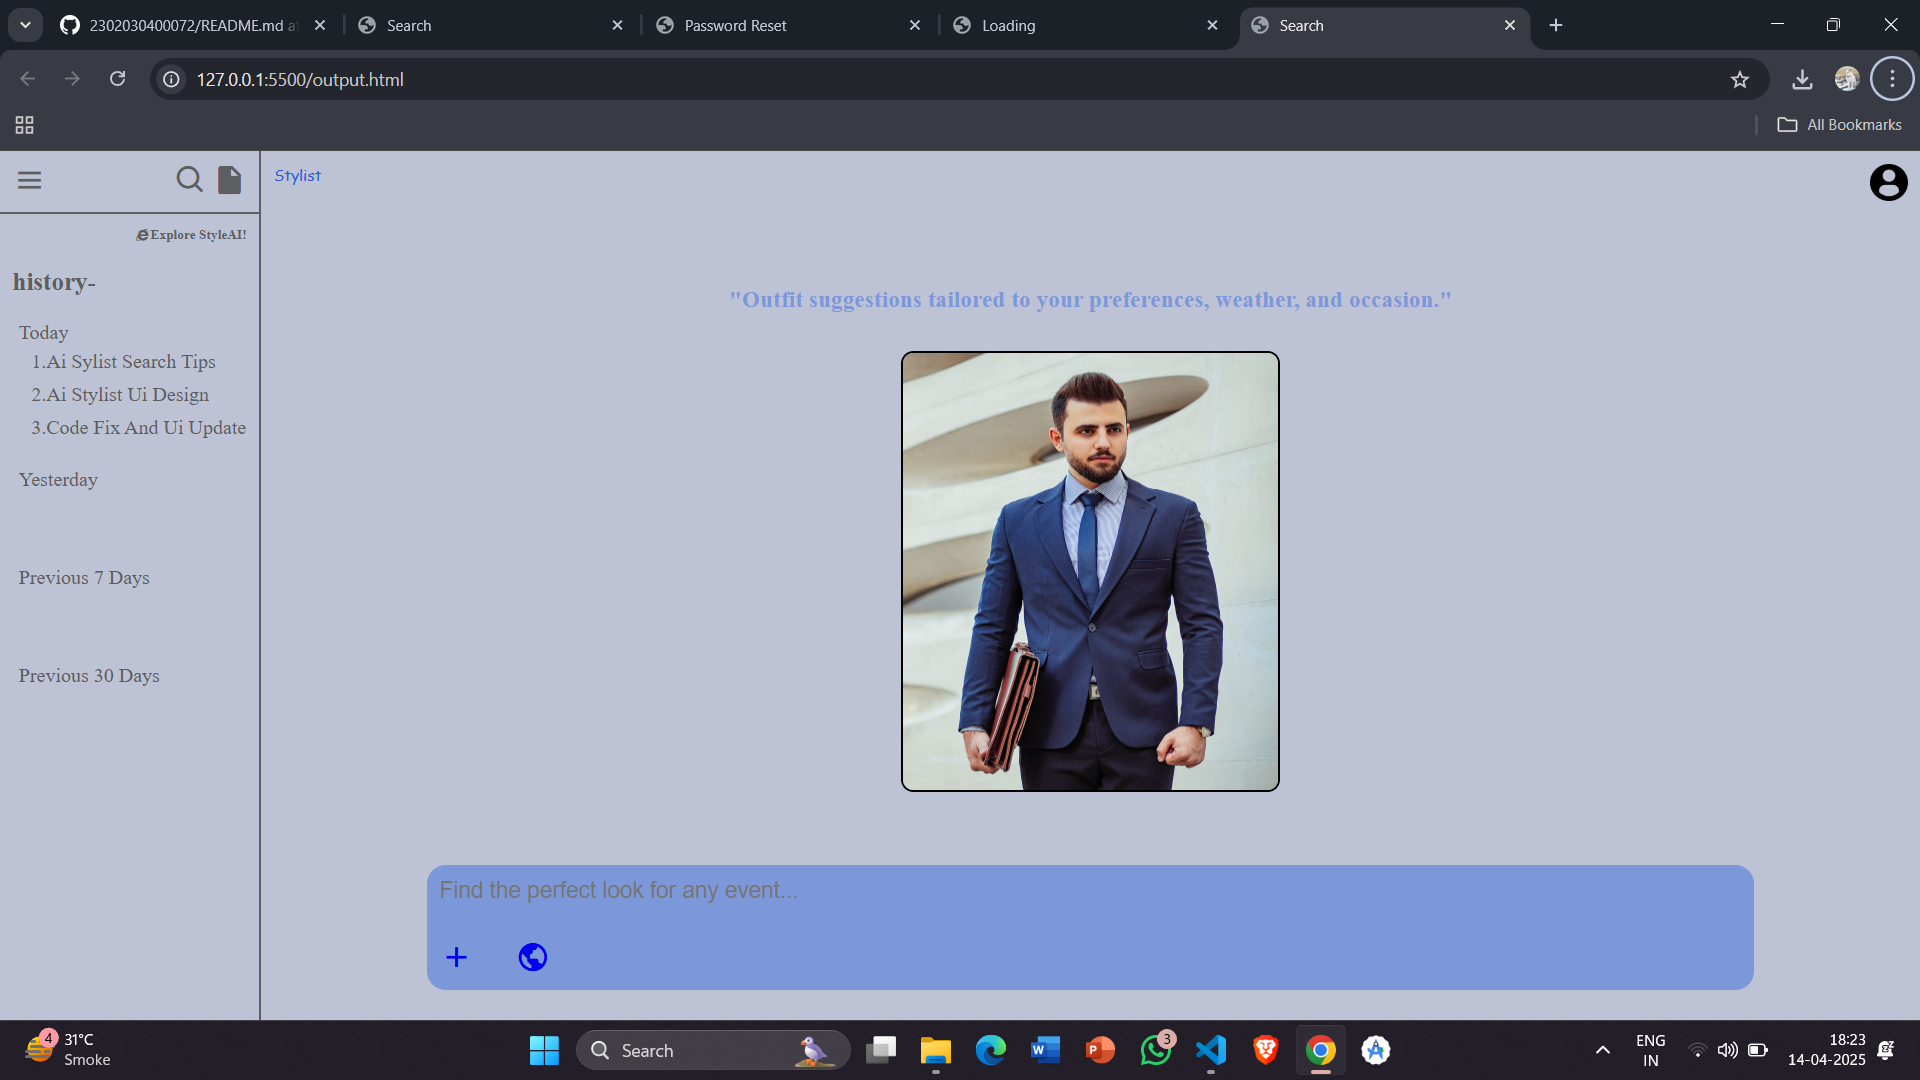 2302030400072/README.md at
Search
Password Reset
Loading
Search
127.0.0.1:5500/output.html
All Bookmarks
Stylist
Explore StyleAI!
history-
Today
1.Ai Sylist Search Tips
2.Ai Stylist Ui Design
3.Code Fix And Ui Update
Yesterday
Previous 7 Days
Previous 30 Days
"Outfit suggestions tailored to your preferences, weather, and occasion."
Find the perfect look for any event...
4
31°C
Smoke
Search
W
P
3
ENG
IN
18:23
14-04-2025